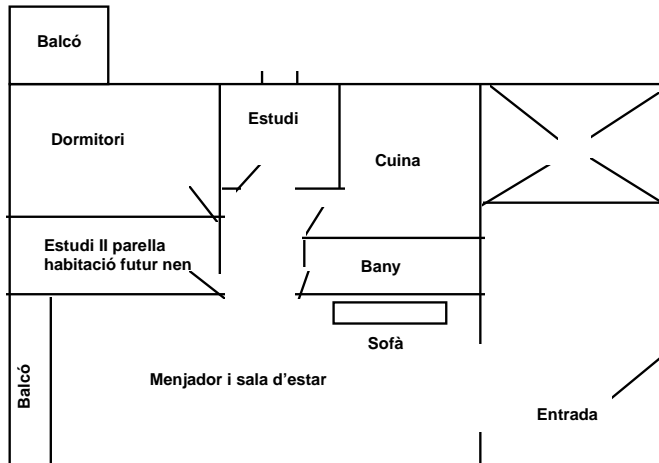 Balcó
Estudi
Dormitori
Cuina
Estudi II parella
habitació futur nen
Bany
Sofà
Menjador i sala d'estar
Balcó
Entrada